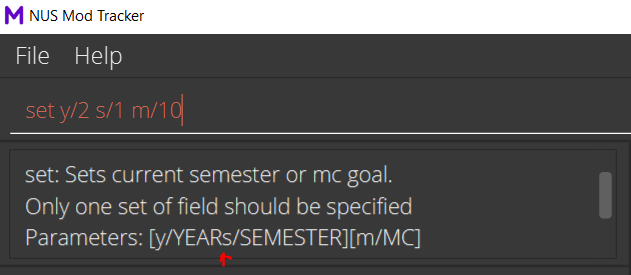 NUS Mod Tracker
File Help
set y/2 s/1 m/10
set: Sets current semester or mc goal.
Only one set of field should be specified
Parameters: [y/YEARs/SEMESTER][m/MC]